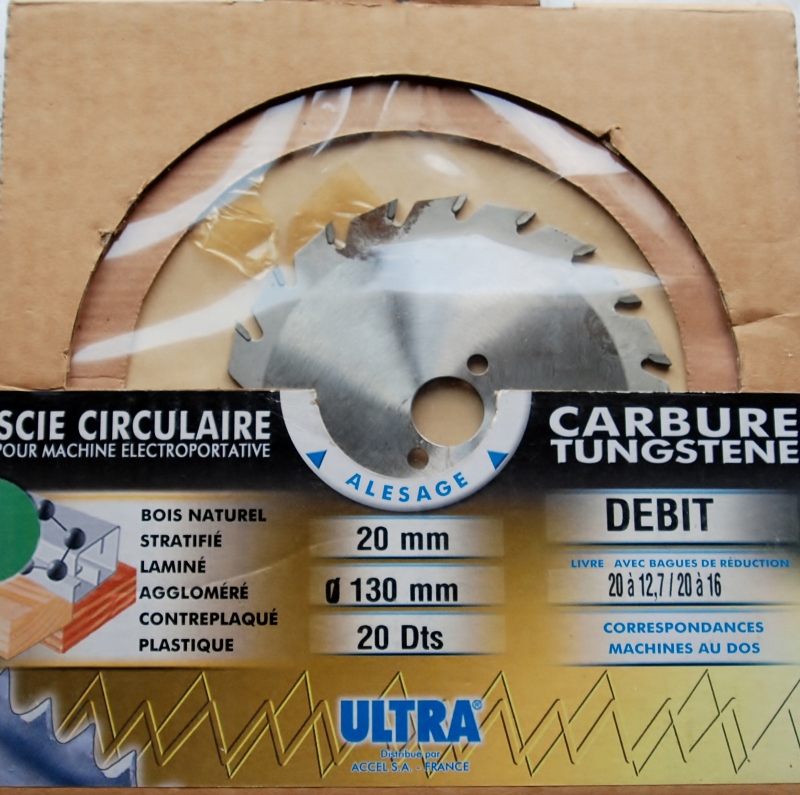 SCIE CIRCULAIRE
POUR MACHINE ELECTROPORTATIVE
CARBURE
TUNGSTENE
ALESAGE
BOIS NATUREL
STRATIFIÉ
LAMINÉ
AGGLOMÉRÉ
CONTREPLAQUÉ
PLASTIQUE
20 mm
Ø 130 mm
20 Dts
DEBIT
LIVRE AVEC BAGUES DE RÉDUCTION
20 à 12,7 / 20 à 16
CORRESPONDANCES
MACHINES AU DOS
ULTRA®
Distribué par
ACCEL S.A. - FRANCE